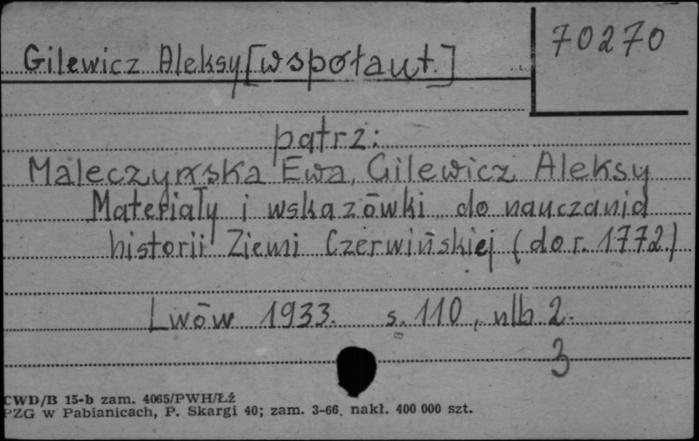 70270
Gilewicz Aleksy [wspołaut.]
patrz:
Maleczyńska Ewa, Gilewicz Aleksy
Materiały i wskazówki do nauczania
historii Ziemi Czerwińskiej (do r. 1772.)
Lwów 1933. s. 110, nlb 2.
3
CWD/B 15-b zam. 4065/PWH/Łź
PZG w Pabianicach, P. Skargi 40; zam. 3-66. nakł. 400 000 szt.